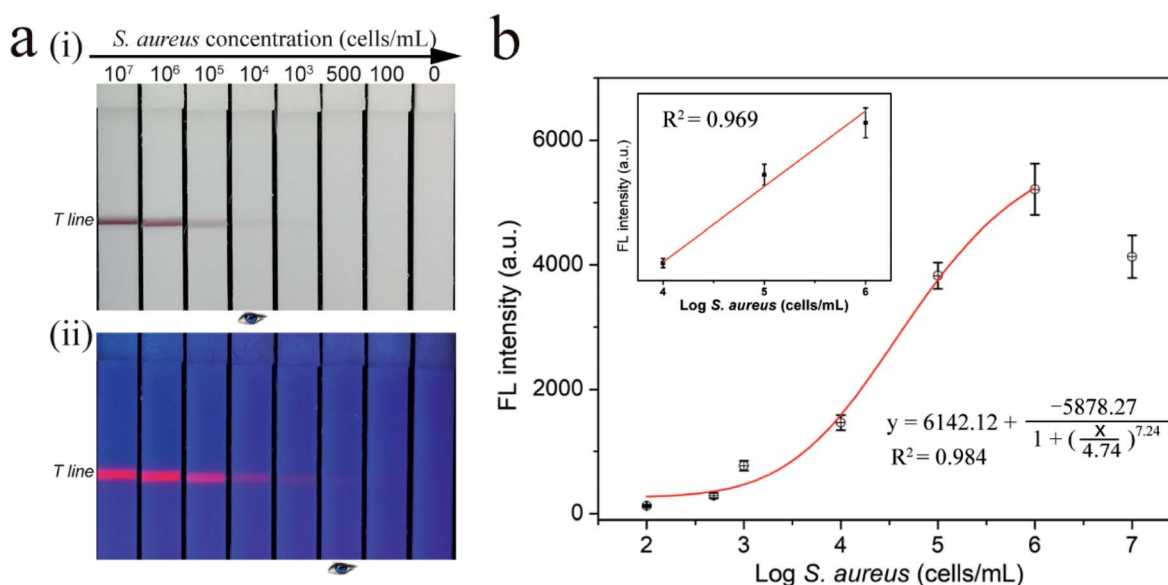 a (i) S. aureus concentration (cells/mL)
10⁷ 10⁶ 10⁵ 10⁴ 10³ 500 100 0
T line
(ii)
T line
b
FL intensity (a.u.)
6000
4000
2000
0
2 3 4 5 6 7
Log S. aureus (cells/mL)
R² = 0.969
FL intensity (a.u.)
4 5 6
Log S. aureus (cells/mL)
y = 6142.12 + −5878.27 / 1 + (x/4.74)^7.24
R² = 0.984